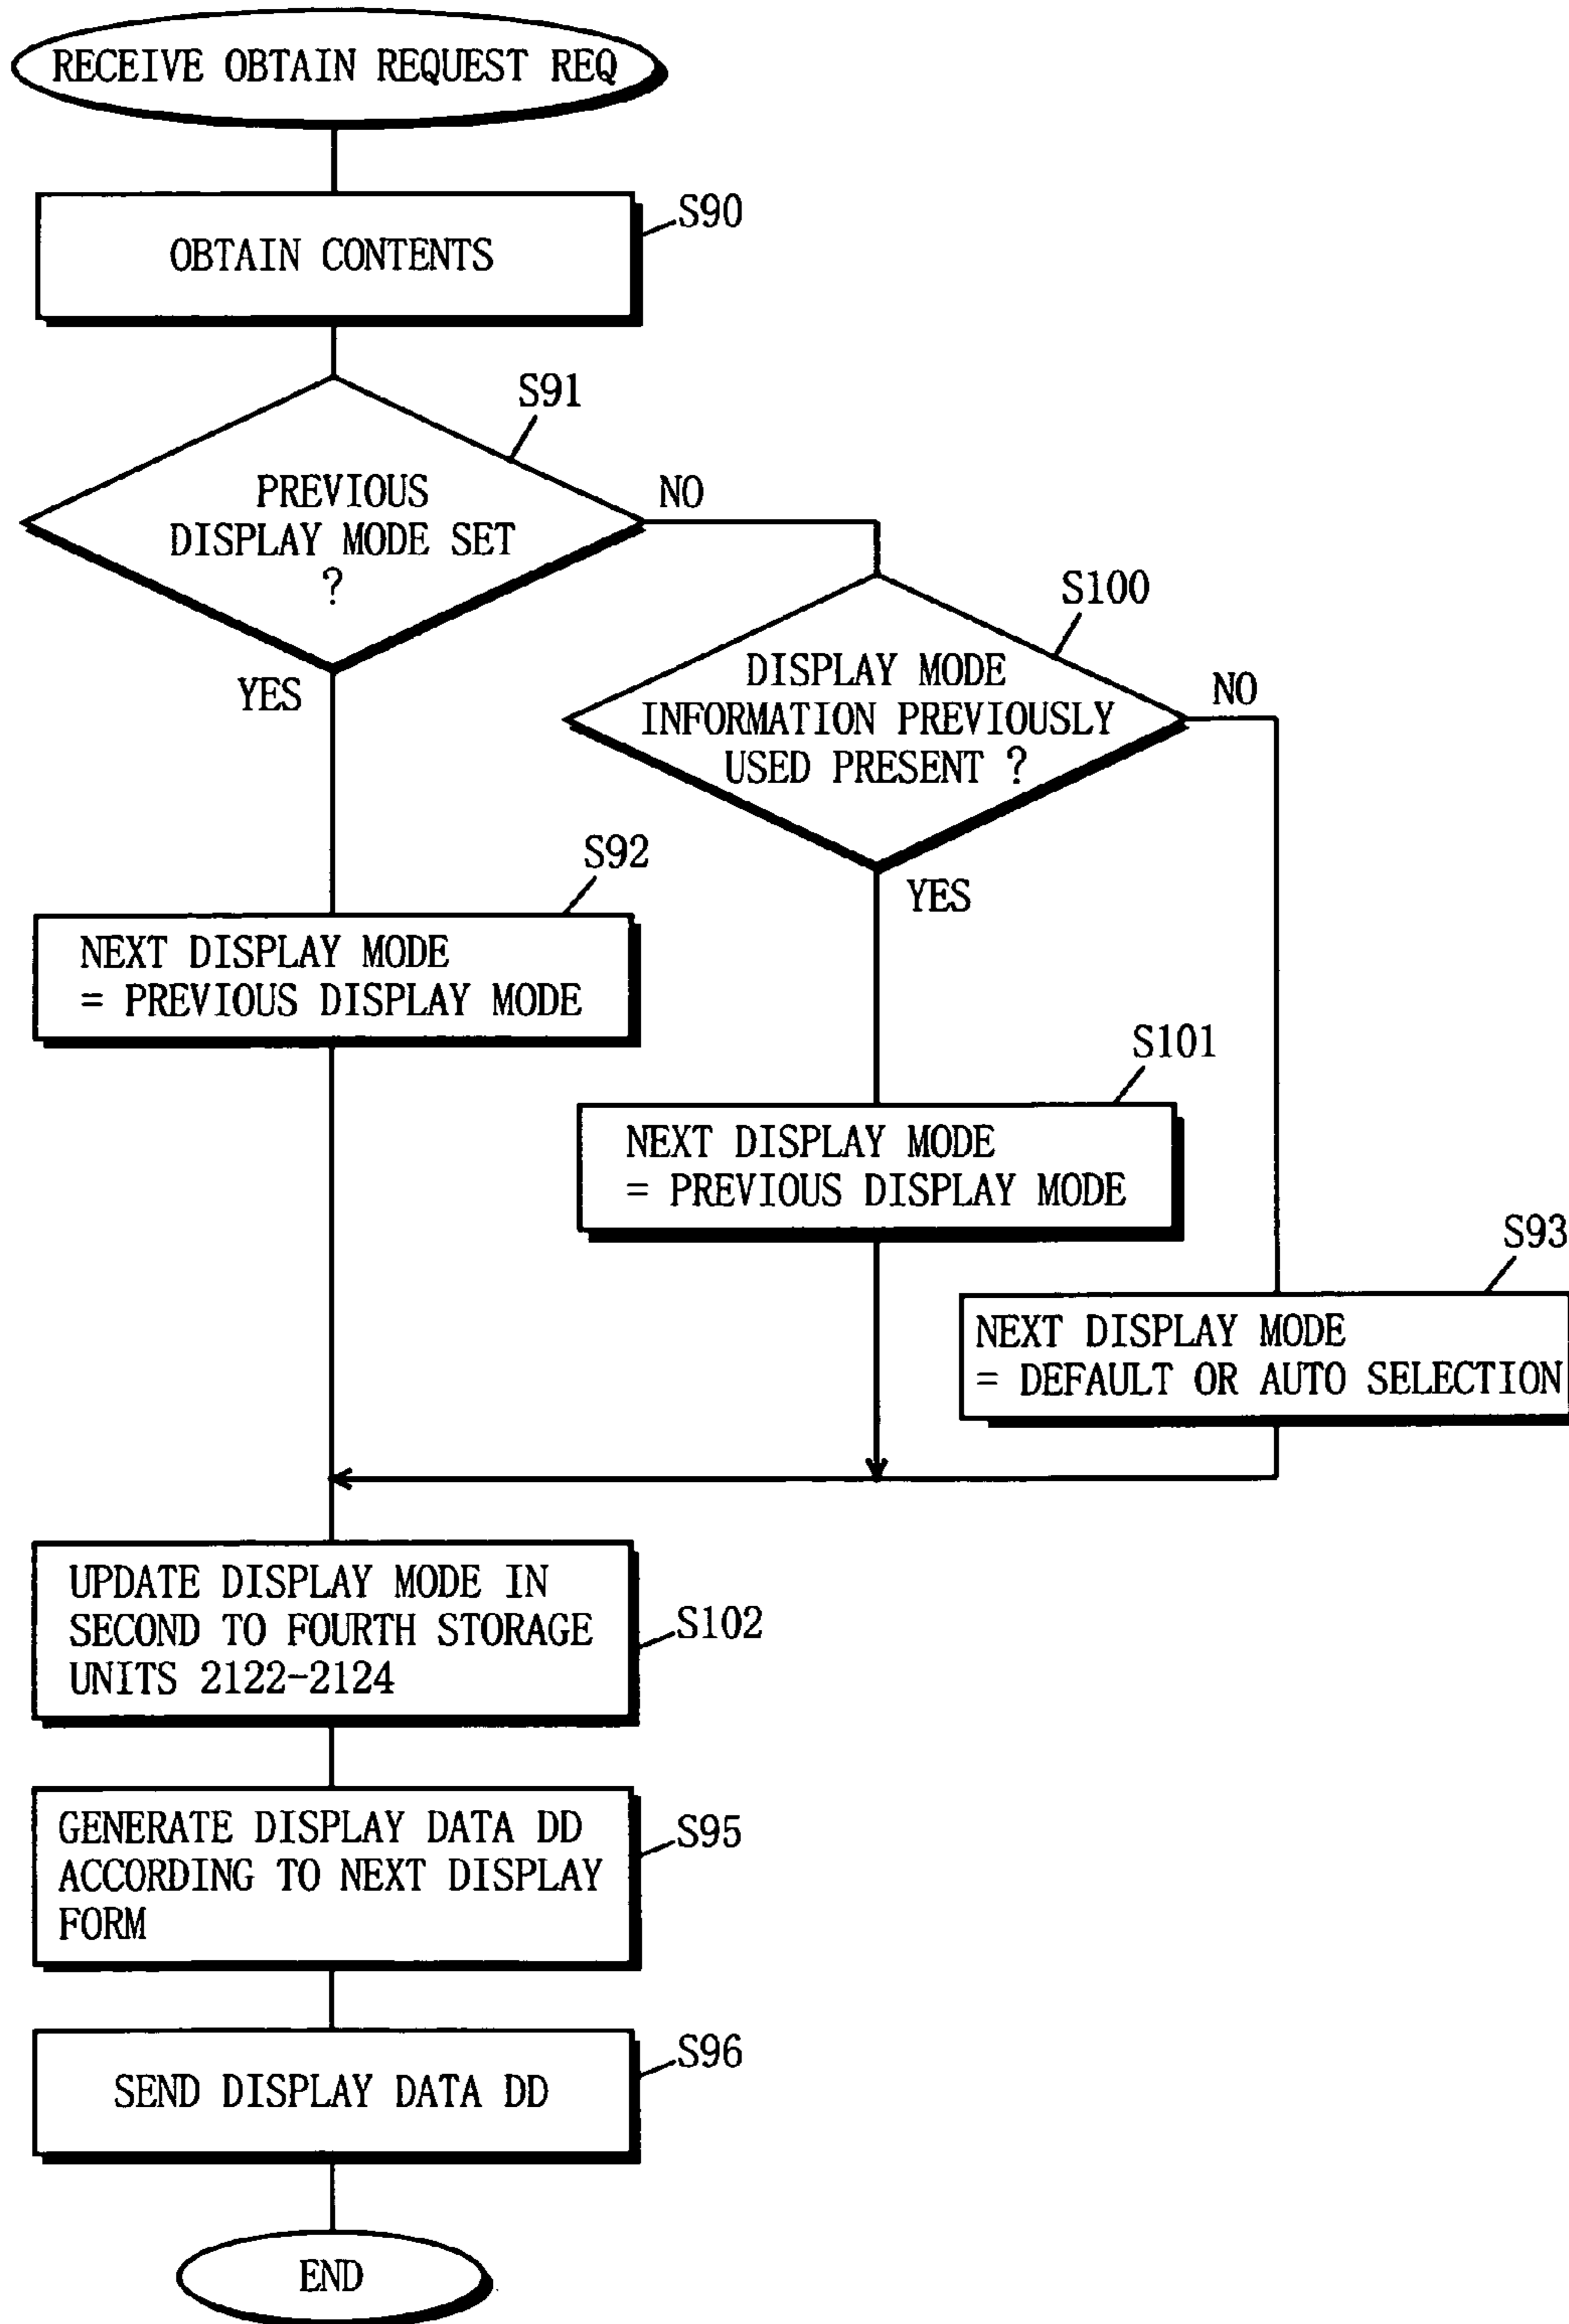 RECEIVE OBTAIN REQUEST REQ
S90
OBTAIN CONTENTS
S91
PREVIOUS
DISPLAY MODE SET
?
NO
YES
S100
DISPLAY MODE
INFORMATION PREVIOUSLY
USED PRESENT ?
NO
YES
S92
NEXT DISPLAY MODE
= PREVIOUS DISPLAY MODE
S101
NEXT DISPLAY MODE
= PREVIOUS DISPLAY MODE
S93
NEXT DISPLAY MODE
= DEFAULT OR AUTO SELECTION
UPDATE DISPLAY MODE IN
SECOND TO FOURTH STORAGE
UNITS 2122-2124
S102
GENERATE DISPLAY DATA DD
ACCORDING TO NEXT DISPLAY
FORM
S95
SEND DISPLAY DATA DD
S96
END